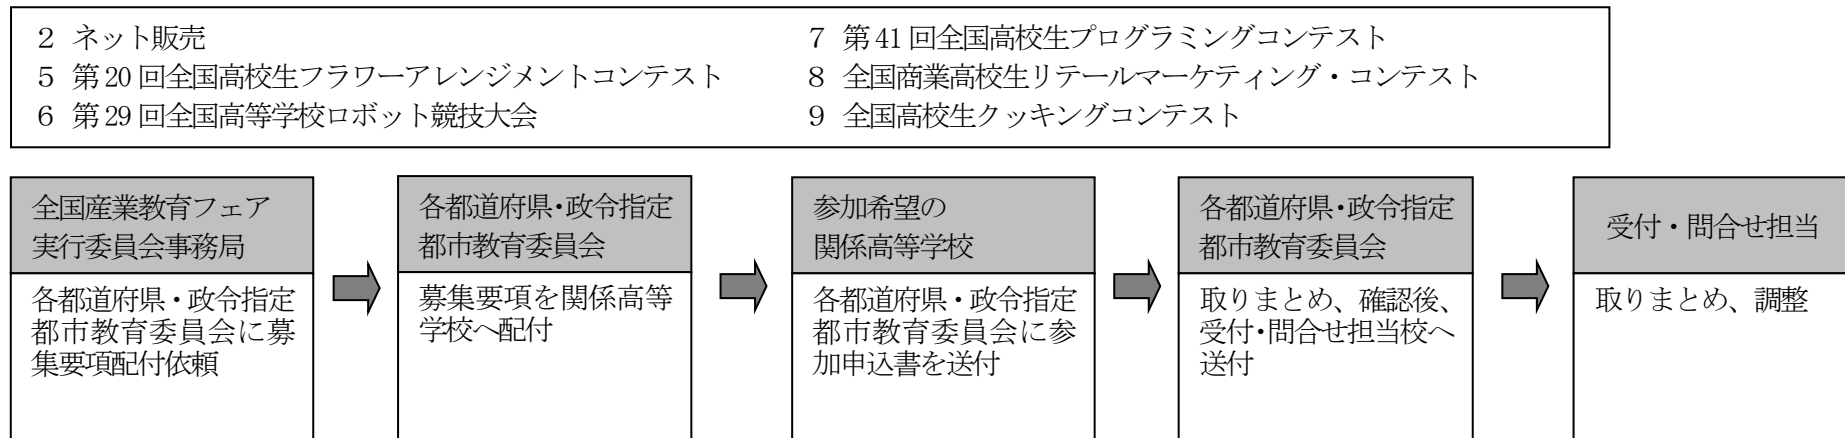 ２ ネット販売
５ 第20回全国高校生フラワーアレンジメントコンテスト
６ 第29回全国高等学校ロボット競技大会
７ 第41回全国高校生プログラミングコンテスト
８ 全国商業高校生リテールマーケティング・コンテスト
９ 全国高校生クッキングコンテスト
全国産業教育フェア
実行委員会事務局
各都道府県・政令指定
都市教育委員会に募
集要項配付依頼
各都道府県・政令指定
都市教育委員会
募集要項を関係高等
学校へ配付
参加希望の
関係高等学校
各都道府県・政令指定
都市教育委員会に参
加申込書を送付
各都道府県・政令指定
都市教育委員会
取りまとめ、確認後、
受付・問合せ担当校へ
送付
受付・問合せ担当
取りまとめ、調整